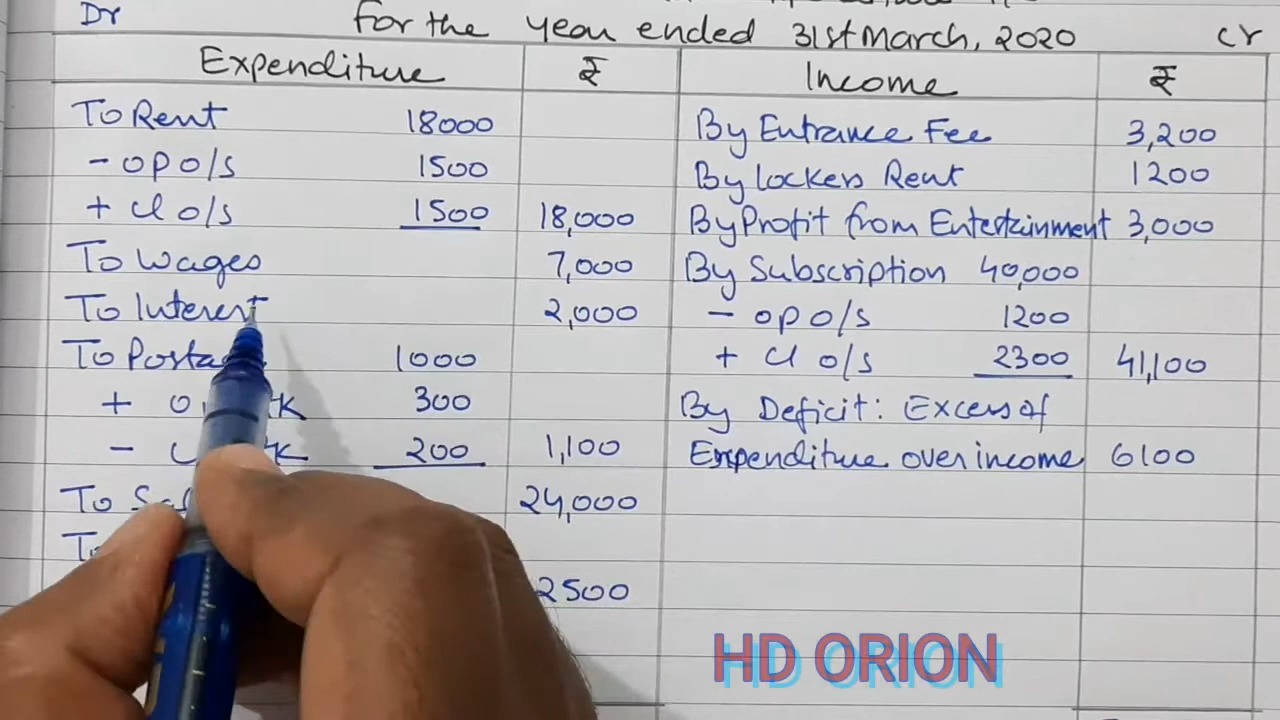 Dr for the year ended 31st March, 2020 Cr
Expenditure ₹ Income ₹
To Rent 18000
- op o/s 1500
+ cl o/s 1500 18,000
To Wages 7,000
To Interest 2,000
To 1000
+ 300
- 200 1,100
To 24,000
2500
By Entrance Fee 3,200
By Lockers Rent 1200
By Profit from Entertainment 3,000
By Subscription 40,000
- op o/s 1200
+ cl o/s 2300 41,100
By Deficit: Excess of
Expenditure over income 6100
HD ORION